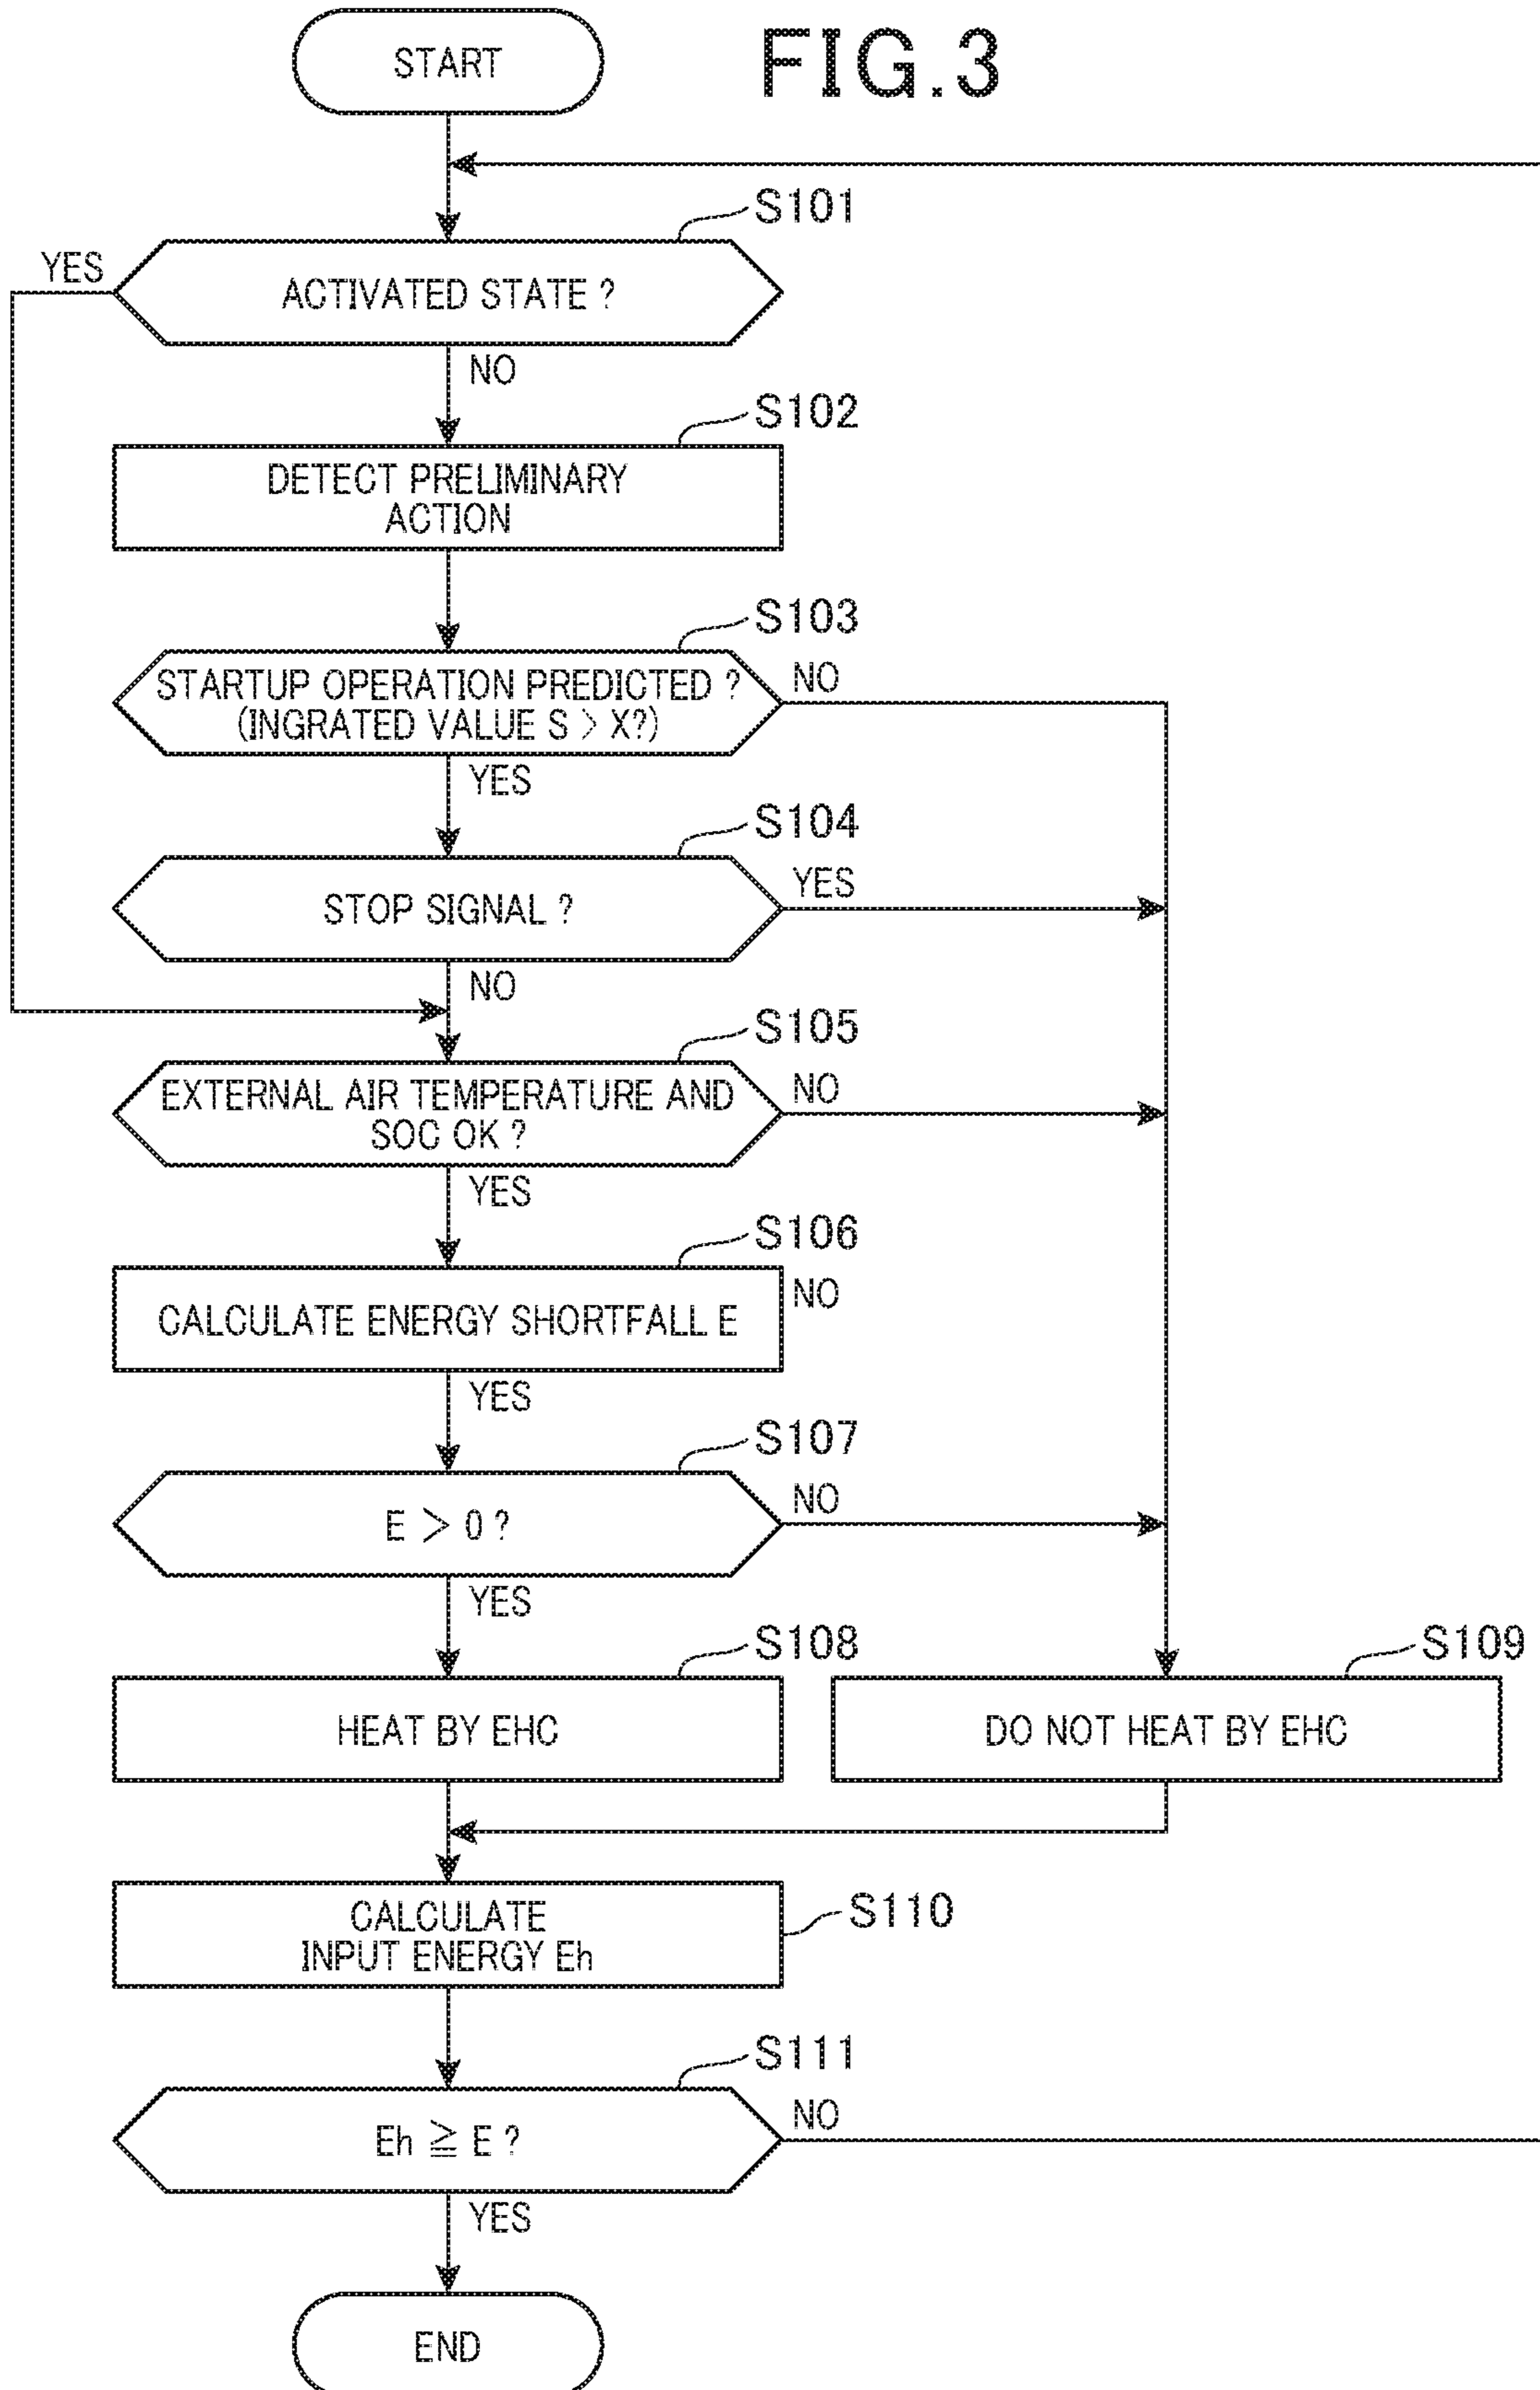 FIG.3
START
S101
YES
ACTIVATED STATE ?
NO
S102
DETECT PRELIMINARY
ACTION
S103
STARTUP OPERATION PREDICTED ?
(INGRATED VALUE S > X?)
NO
YES
S104
STOP SIGNAL ?
YES
NO
S105
EXTERNAL AIR TEMPERATURE AND
SOC OK ?
NO
YES
S106
CALCULATE ENERGY SHORTFALL E
NO
YES
S107
E > 0 ?
NO
YES
S108
HEAT BY EHC
S109
DO NOT HEAT BY EHC
CALCULATE
INPUT ENERGY Eh
S110
S111
Eh ≧ E ?
NO
YES
END